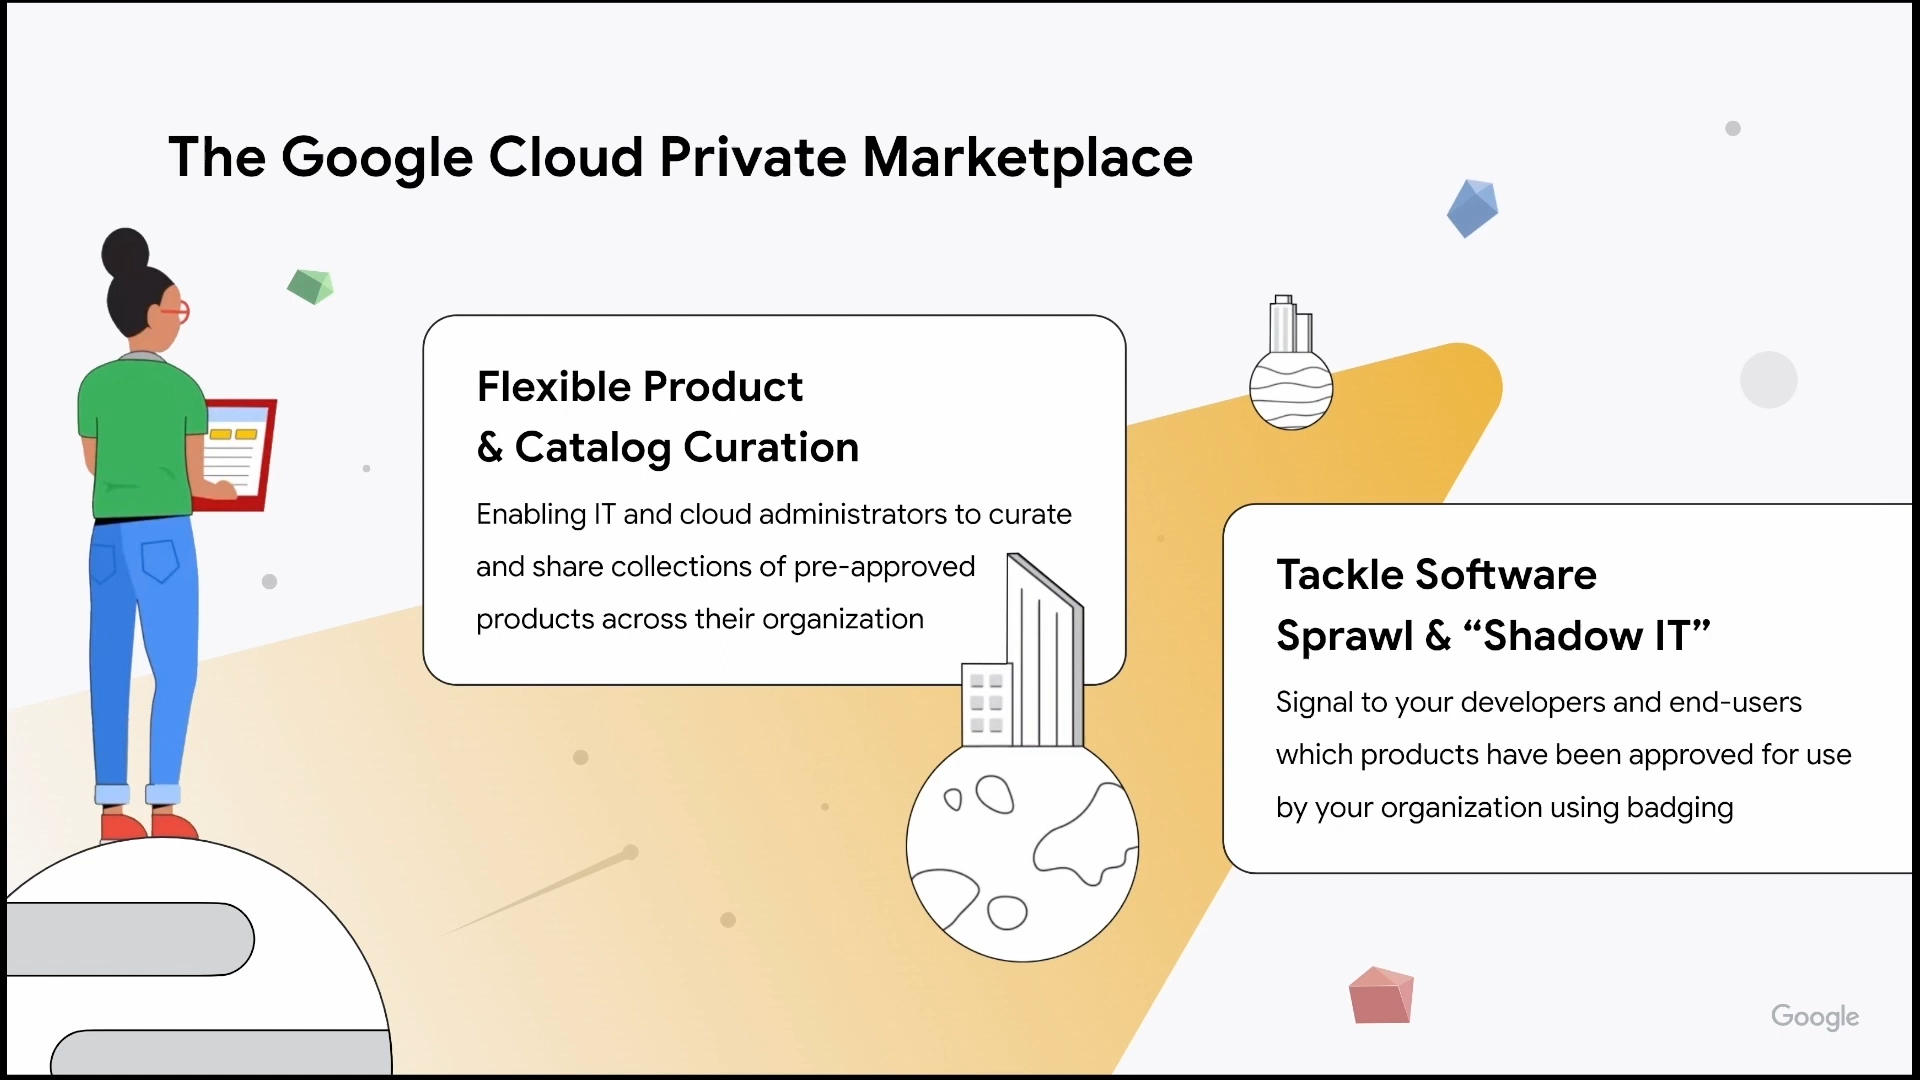 The Google Cloud Private Marketplace
Flexible Product
& Catalog Curation
Enabling IT and cloud administrators to curate
and share collections of pre-approved
products across their organization
Tackle Software
Sprawl & “Shadow IT”
Signal to your developers and end-users
which products have been approved for use
by your organization using badging
Google